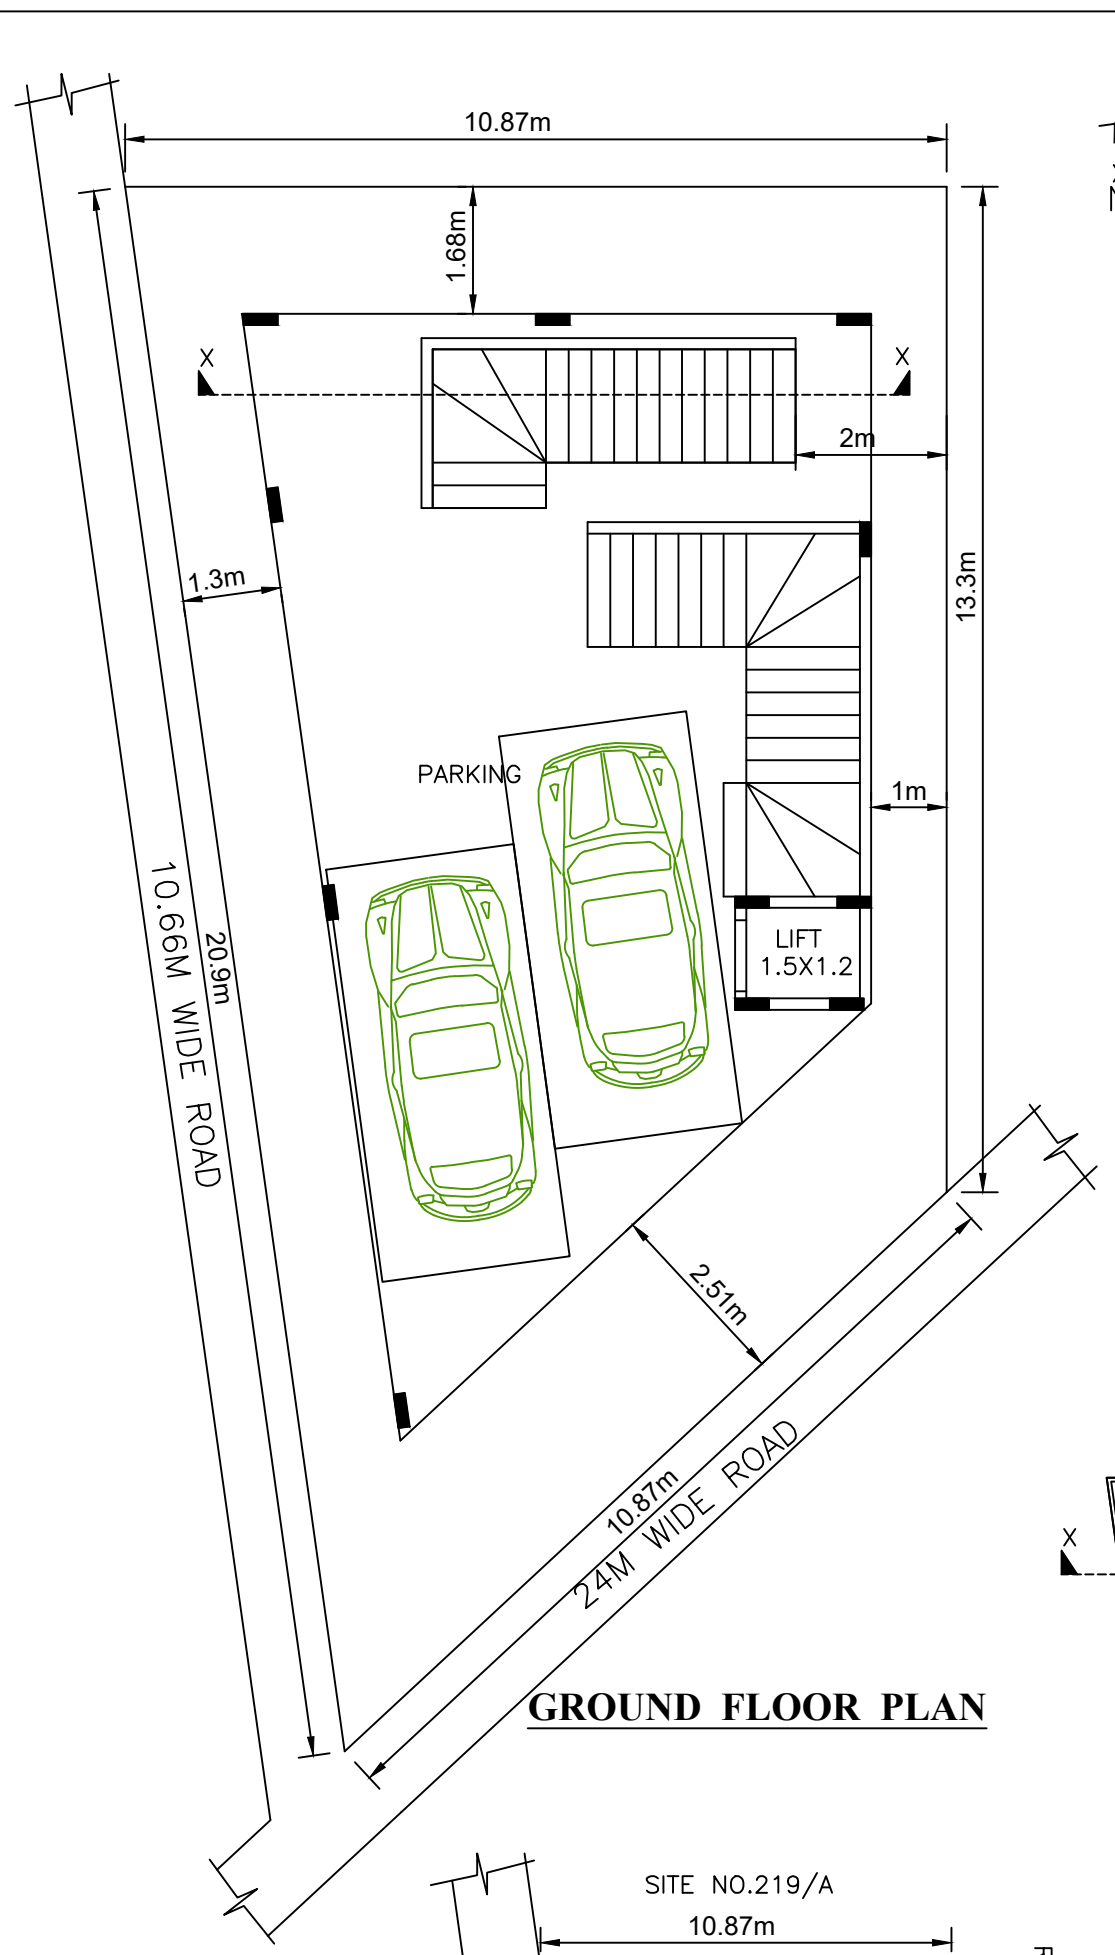 10.87m
1.68m
X
X
2m
1.3m
13.3m
PARKING
1m
10.66M WIDE ROAD
20.9m
LIFT
1.5X1.2
2.51m
10.87m
24M WIDE ROAD
X
GROUND FLOOR PLAN
SITE NO.219/A
10.87m